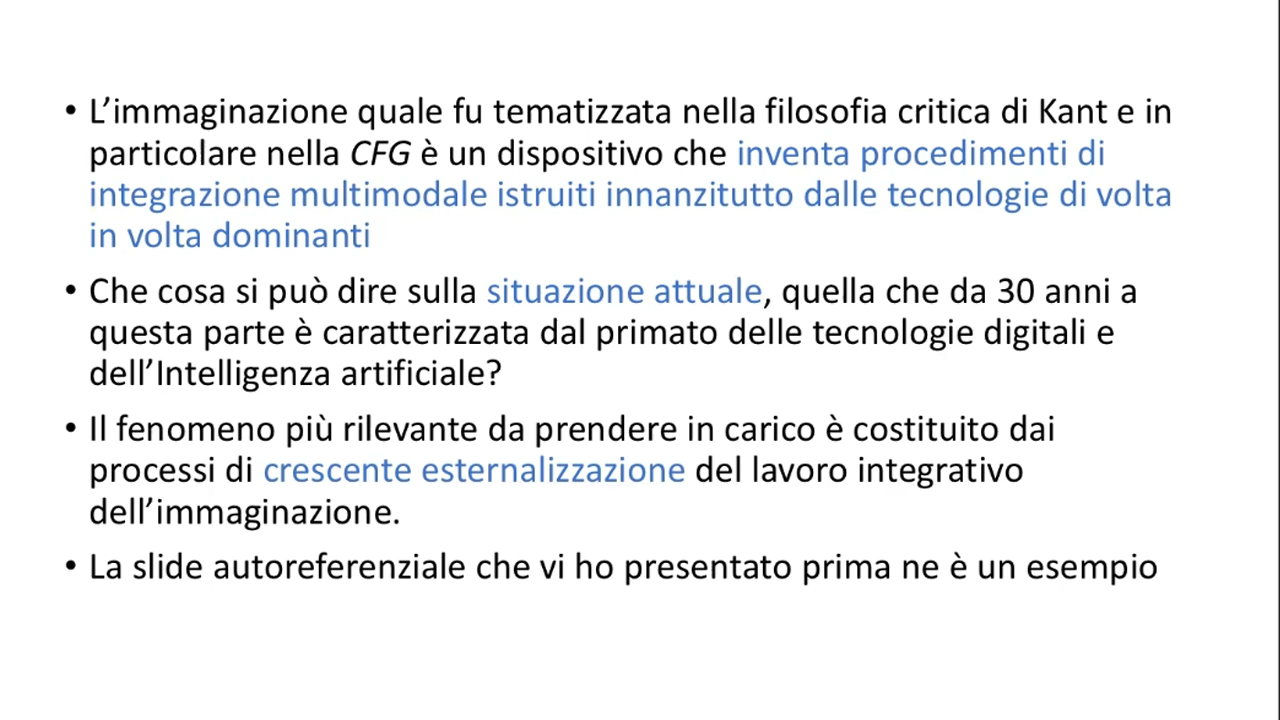 • L’immaginazione quale fu tematizzata nella filosofia critica di Kant e in
particolare nella CFG è un dispositivo che inventa procedimenti di
integrazione multimodale istruiti innanzitutto dalle tecnologie di volta
in volta dominanti
• Che cosa si può dire sulla situazione attuale, quella che da 30 anni a
questa parte è caratterizzata dal primato delle tecnologie digitali e
dell’Intelligenza artificiale?
• Il fenomeno più rilevante da prendere in carico è costituito dai
processi di crescente esternalizzazione del lavoro integrativo
dell’immaginazione.
• La slide autoreferenziale che vi ho presentato prima ne è un esempio